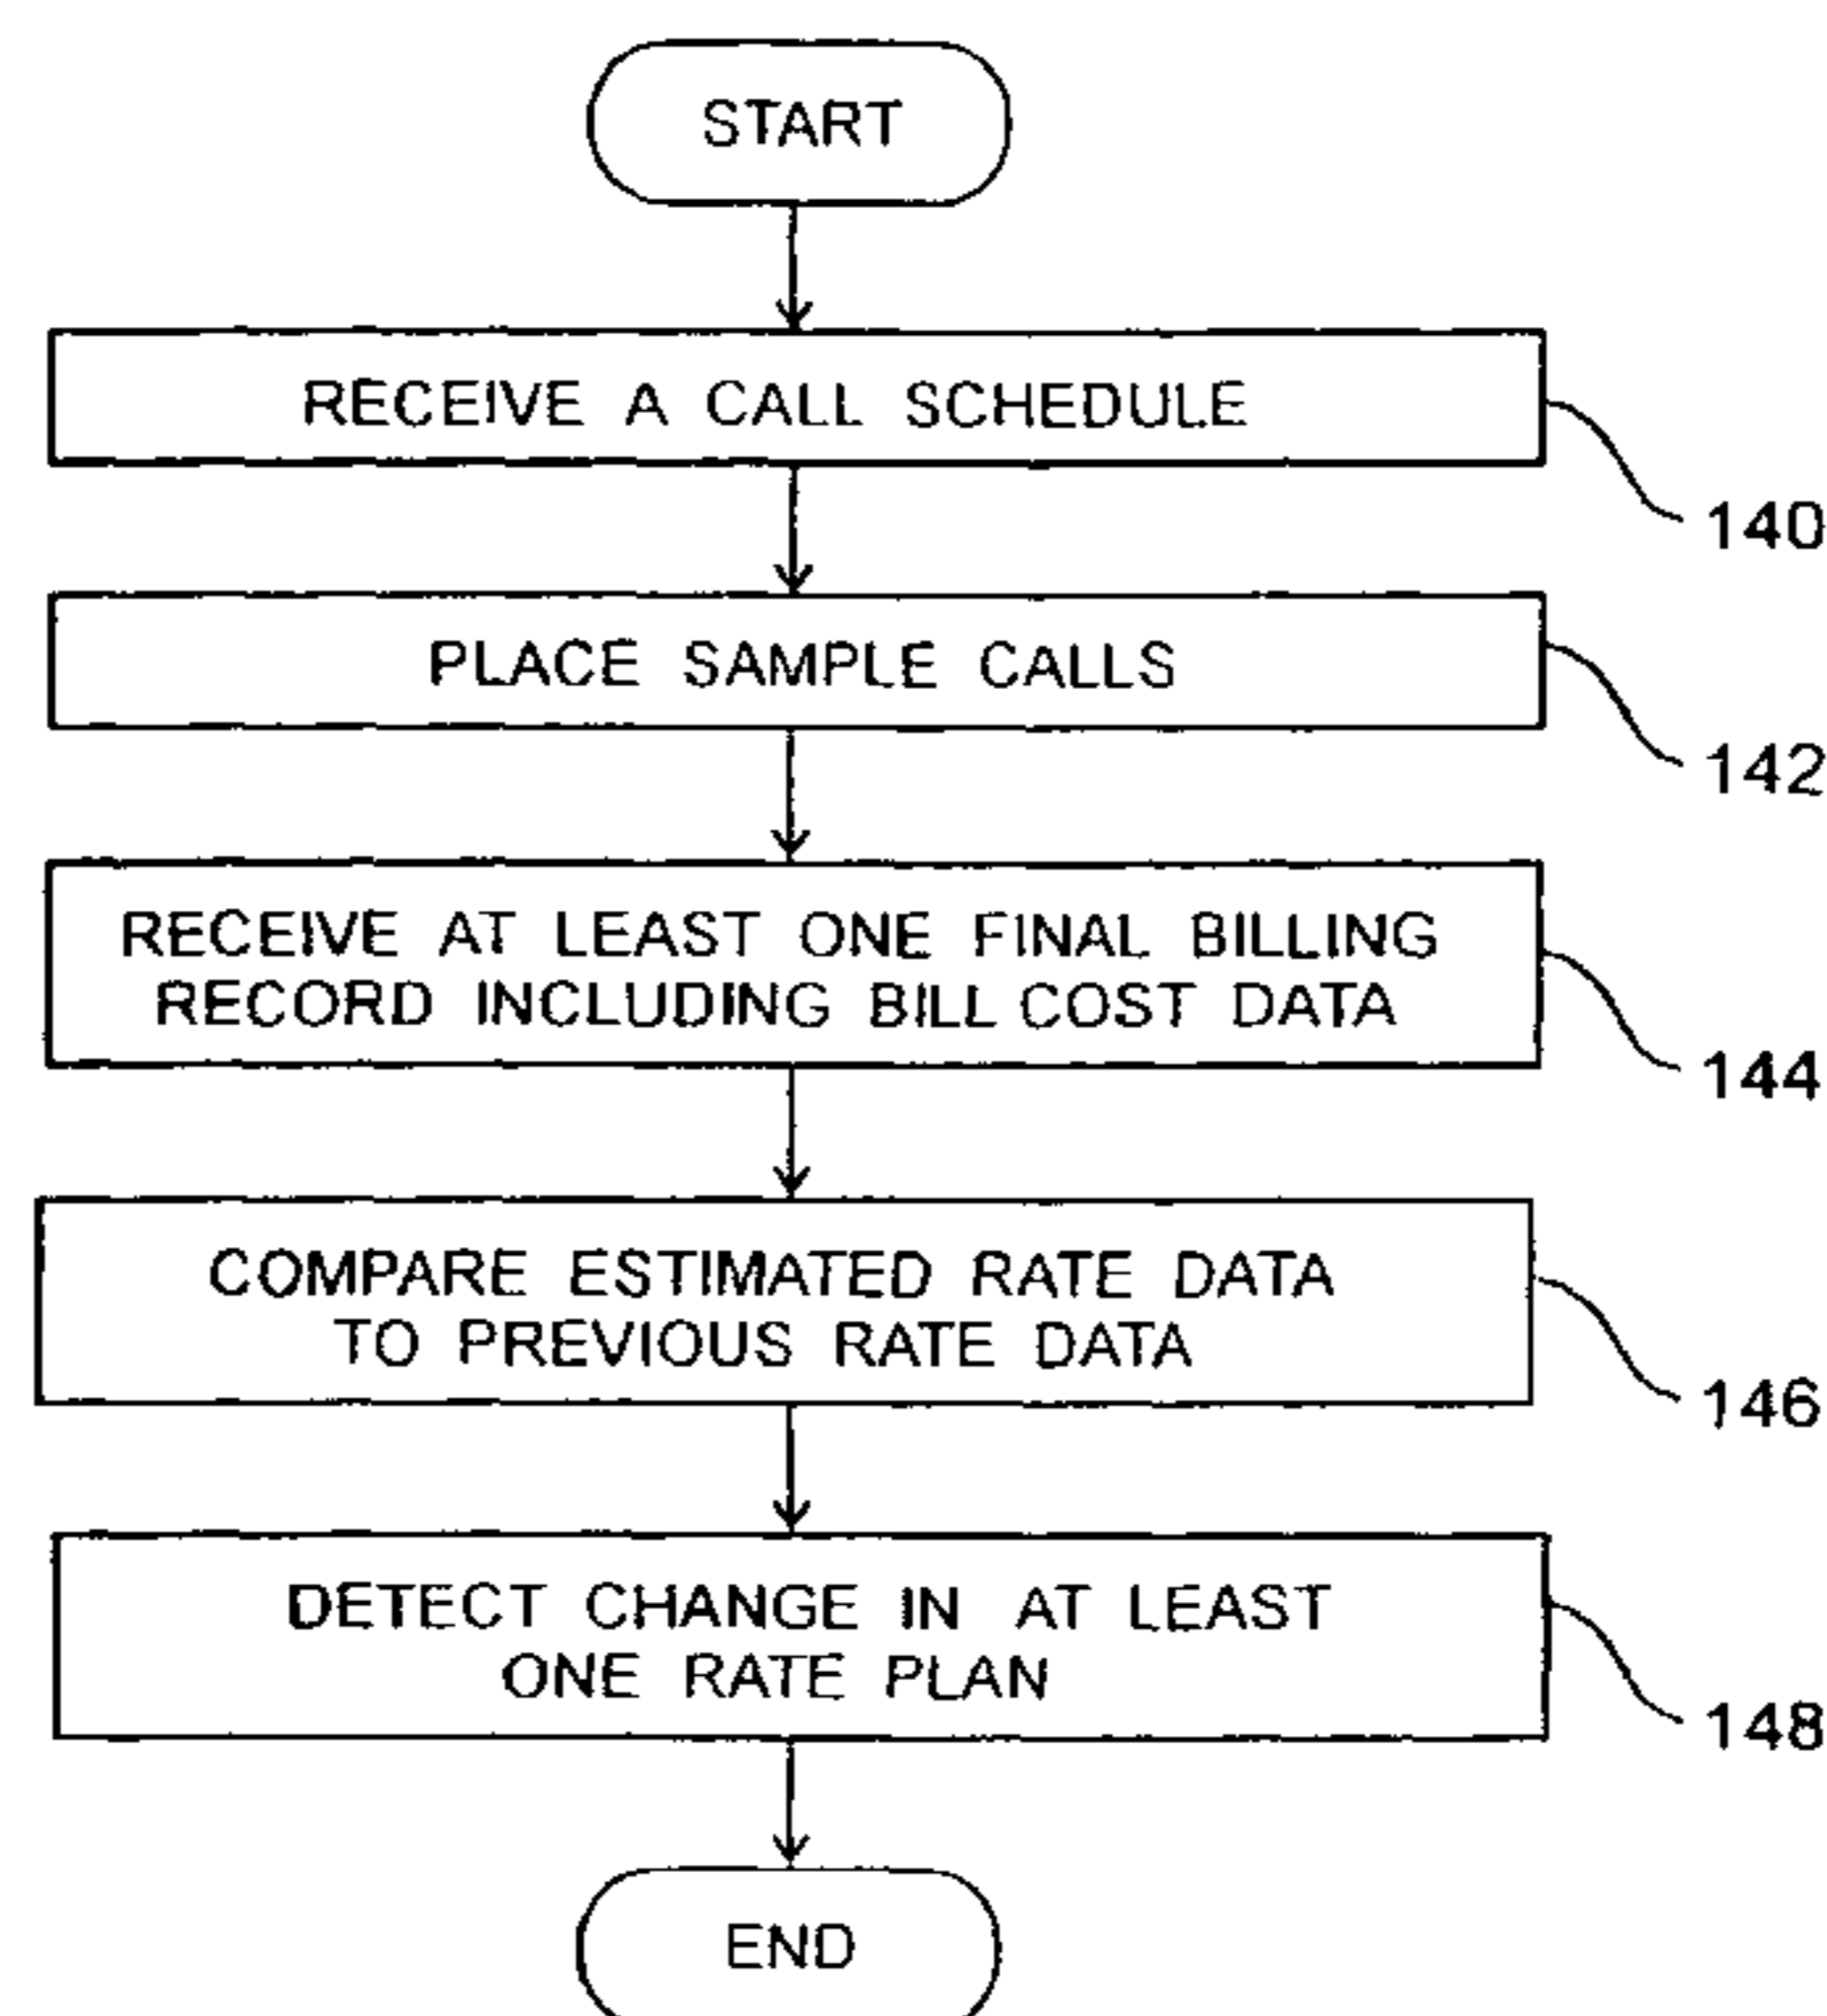 START
RECEIVE A CALL SCHEDULE
140
PLACE SAMPLE CALLS
142
RECEIVE AT LEAST ONE FINAL BILLING
RECORD INCLUDING BILL COST DATA
144
COMPARE ESTIMATED RATE DATA
TO PREVIOUS RATE DATA
146
DETECT CHANGE IN AT LEAST
ONE RATE PLAN
148
END